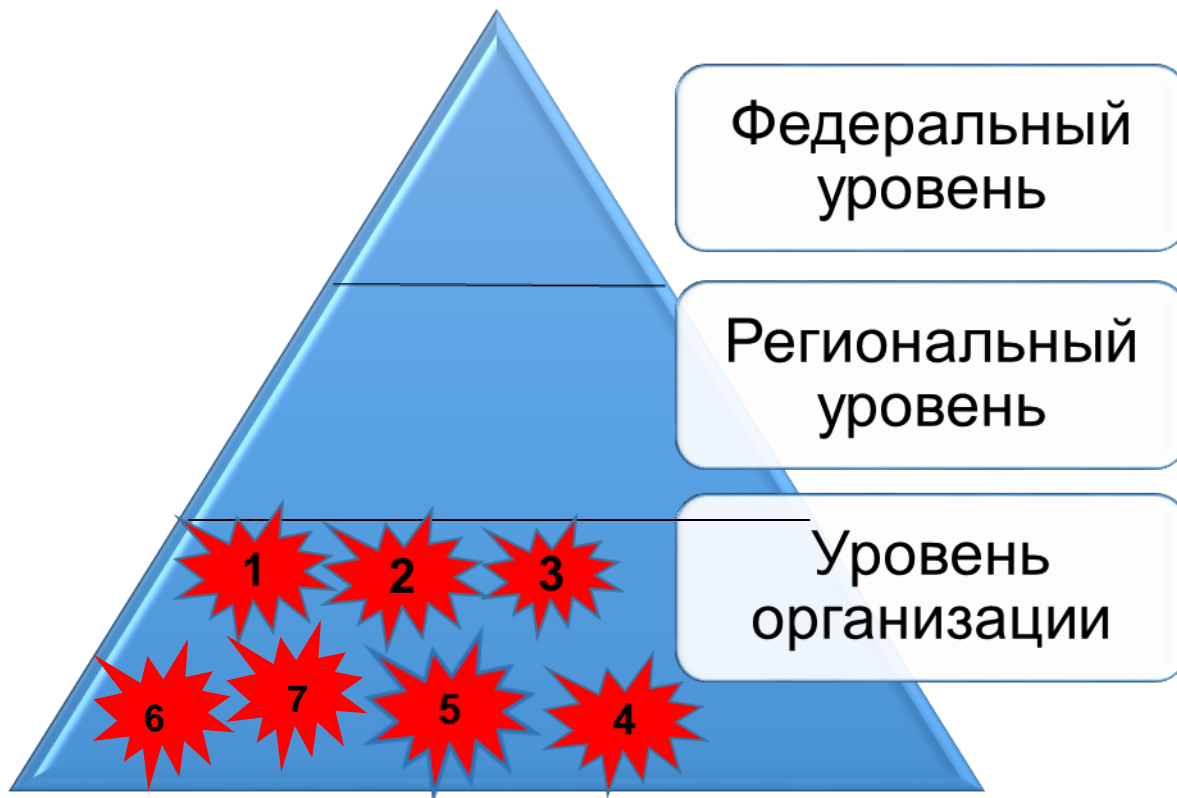 Федеральный
уровень
Региональный
уровень
Уровень
организации
1 2 3
6 7 5 4